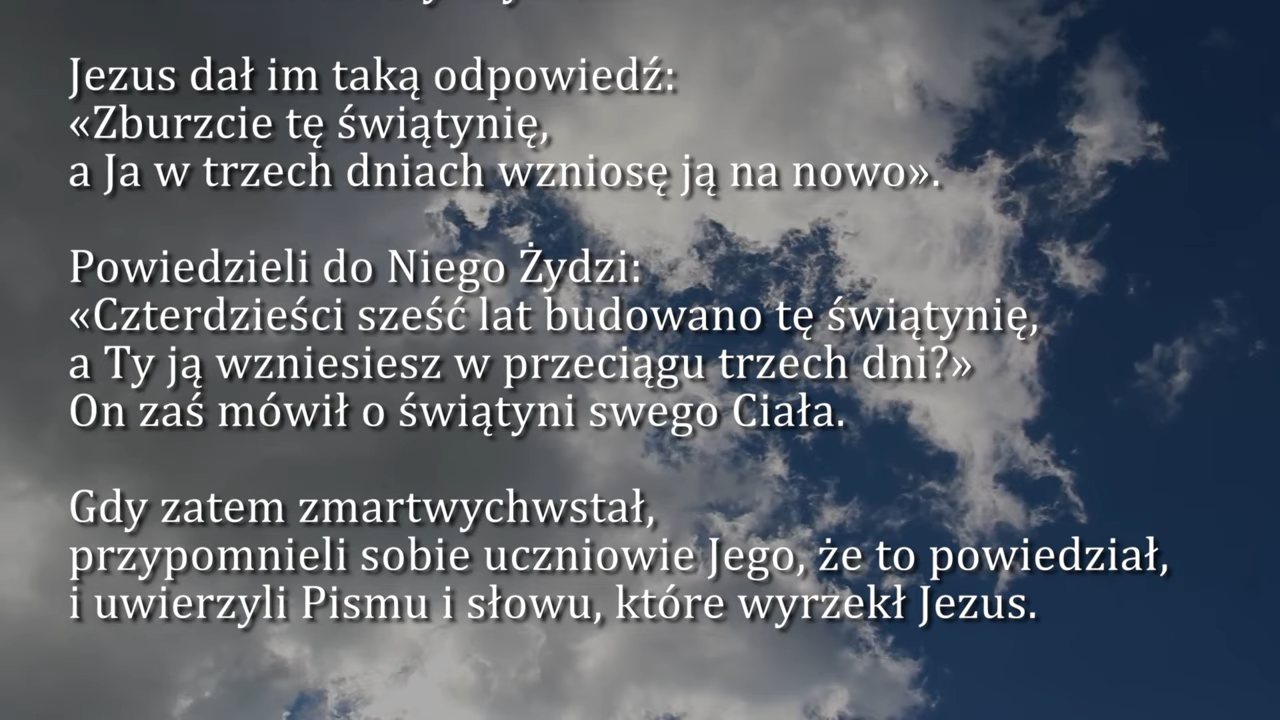 Jezus dał im taką odpowiedź:
«Zburzcie tę świątynię,
a Ja w trzech dniach wzniosę ją na nowo».
Powiedzieli do Niego Żydzi:
«Czterdzieści sześć lat budowano tę świątynię,
a Ty ją wzniesiesz w przeciągu trzech dni?»
On zaś mówił o świątyni swego Ciała.
Gdy zatem zmartwychwstał,
przypomnieli sobie uczniowie Jego, że to powiedział,
i uwierzyli Pismu i słowu, które wyrzekł Jezus.